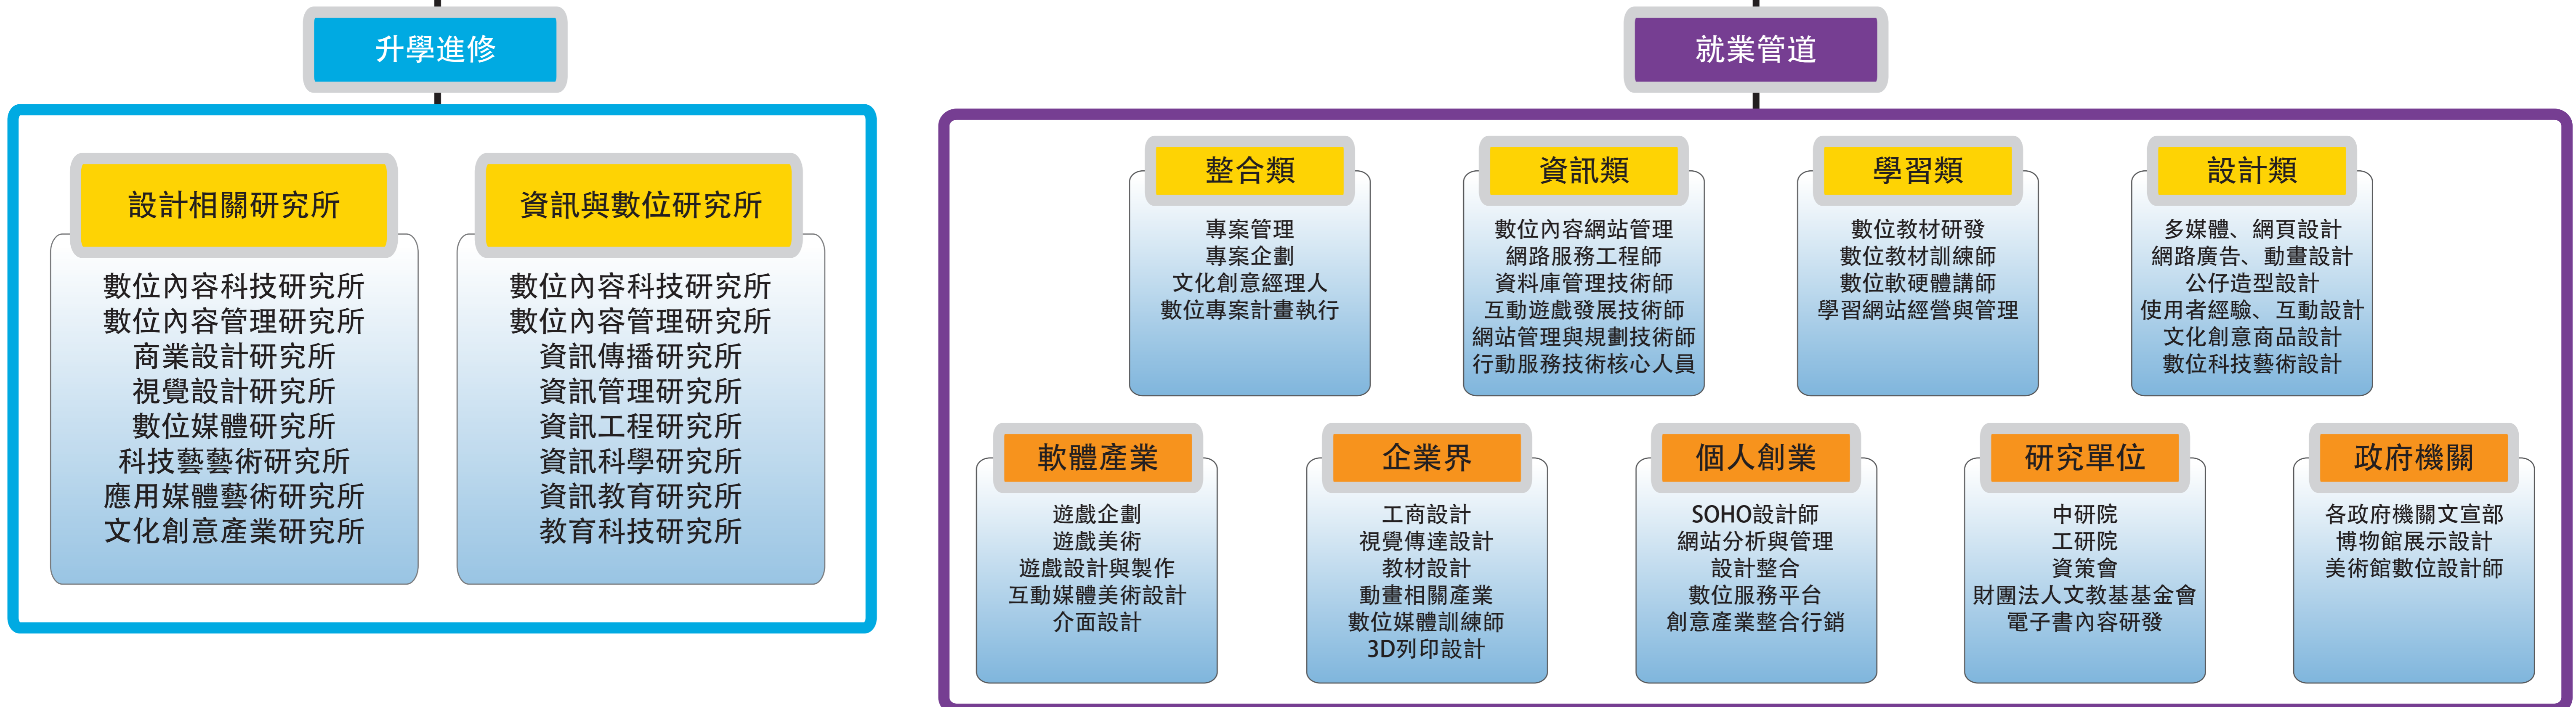 升學進修
設計相關研究所
數位內容科技研究所
數位內容管理研究所
商業設計研究所
視覺設計研究所
數位媒體研究所
科技藝藝術研究所
應用媒體藝術研究所
文化創意產業研究所
資訊與數位研究所
數位內容科技研究所
數位內容管理研究所
資訊傳播研究所
資訊管理研究所
資訊工程研究所
資訊科學研究所
資訊教育研究所
教育科技研究所
就業管道
整合類
專案管理
專案企劃
文化創意經理人
數位專案計畫執行
資訊類
數位內容網站管理
網路服務工程師
資料庫管理技術師
互動遊戲發展技術師
網站管理與規劃技術師
行動服務技術核心人員
學習類
數位教材研發
數位教材訓練師
數位軟硬體講師
學習網站經營與管理
設計類
多媒體、網頁設計
網路廣告、動畫設計
公仔造型設計
使用者經驗、互動設計
文化創意商品設計
數位科技藝術設計
軟體產業
遊戲企劃
遊戲美術
遊戲設計與製作
互動媒體美術設計
介面設計
企業界
工商設計
視覺傳達設計
教材設計
動畫相關產業
數位媒體訓練師
3D列印設計
個人創業
SOHO設計師
網站分析與管理
設計整合
數位服務平台
創意產業整合行銷
研究單位
中研院
工研院
資策會
財團法人文教基基金會
電子書內容研發
政府機關
各政府機關文宣部
博物館展示設計
美術館數位設計師